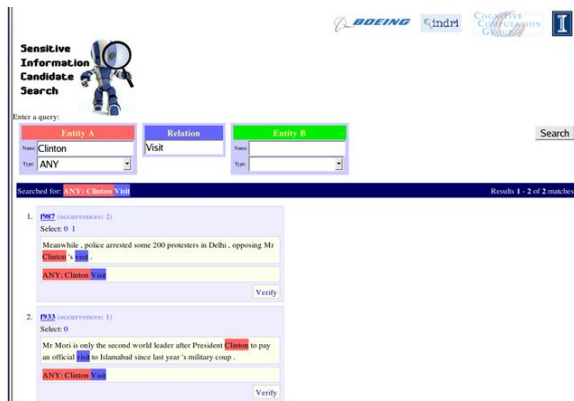 BOEING indri COGNITIVE COMPUTATION GROUP I
Sensitive
Information
Candidate
Search
Enter a query:
Entity A Relation Entity B
Name: Clinton Visit Name: Search
Type: ANY Type:
Searched for: ANY: Clinton Visit Results 1 - 2 of 2 matches
1. f987 (occurrences: 2)
Select: 0 1
Meanwhile , police arrested some 200 protesters in Delhi , opposing Mr
Clinton 's visit .
ANY: Clinton Visit
Verify
2. f933 (occurrences: 1)
Select: 0
Mr Mori is only the second world leader after President Clinton to pay
an official visit to Islamabad since last year 's military coup .
ANY: Clinton Visit
Verify